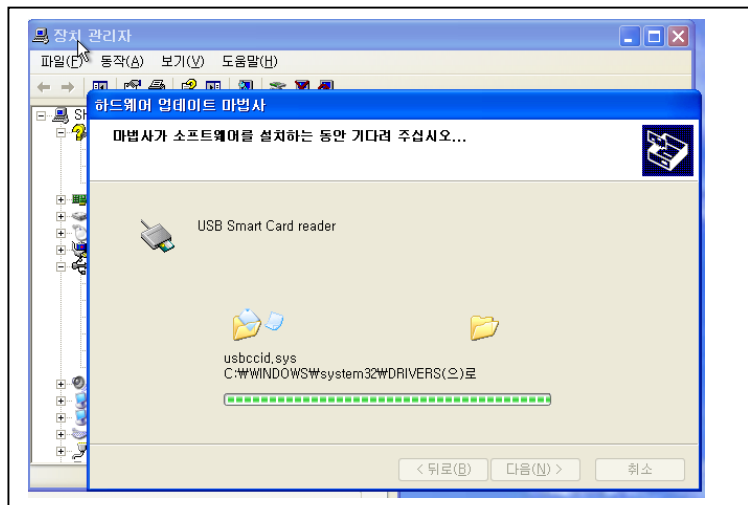 장치 관리자
파일(F) 동작(A) 보기(V) 도움말(H)
하드웨어 업데이트 마법사
마법사가 소프트웨어를 설치하는 동안 기다려 주십시오...
USB Smart Card reader
usbccid.sys
C:₩WINDOWS₩system32₩DRIVERS(으)로
< 뒤로(B) 다음(N) > 취소